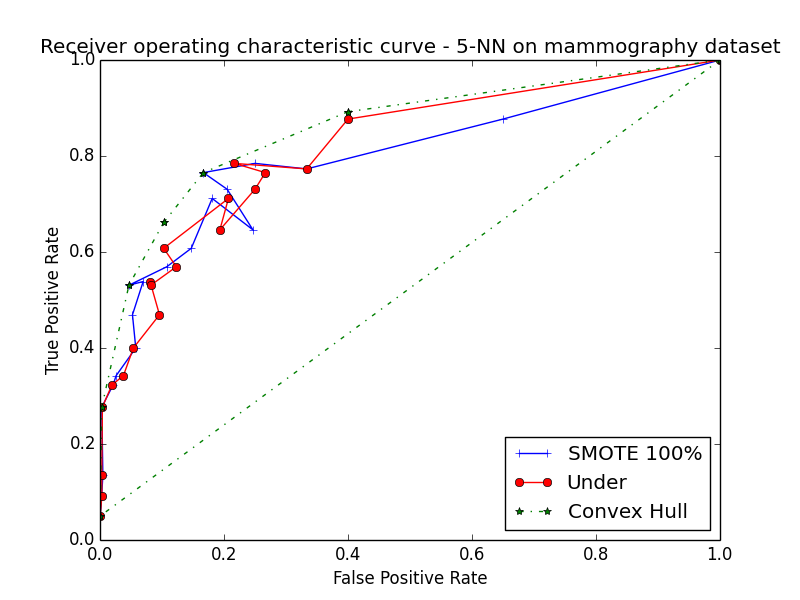 Receiver operating characteristic curve - 5-NN on mammography dataset
1.0
0.8
0.6
0.4
0.2
0.0
True Positive Rate
0.0 0.2 0.4 0.6 0.8 1.0
False Positive Rate
SMOTE 100%
Under
Convex Hull